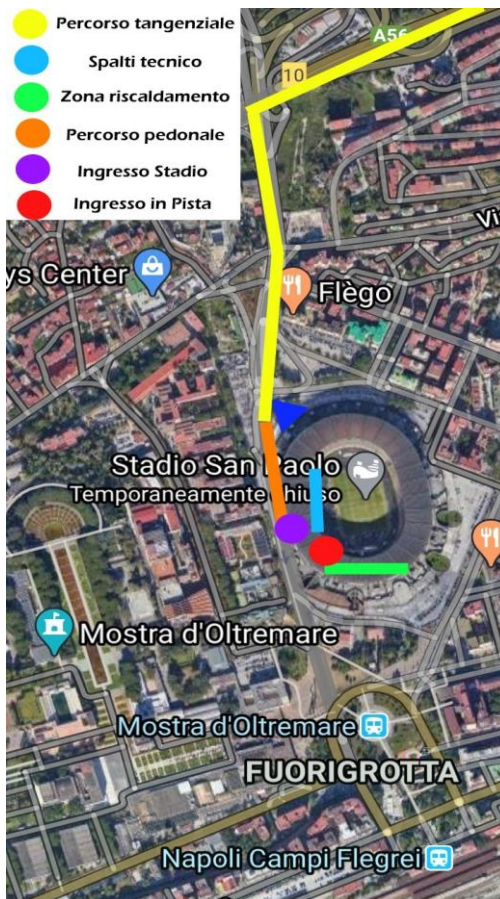 Percorso tangenziale
Spalti tecnico
Zona riscaldamento
Percorso pedonale
Ingresso Stadio
Ingresso in Pista
A56
10
Vi
ys Center
Flègo
Stadio San Paolo
Temporaneamente chiuso
Mostra d'Oltremare
Mostra d'Oltremare
FUORIGROTTA
Napoli Campi Flegrei